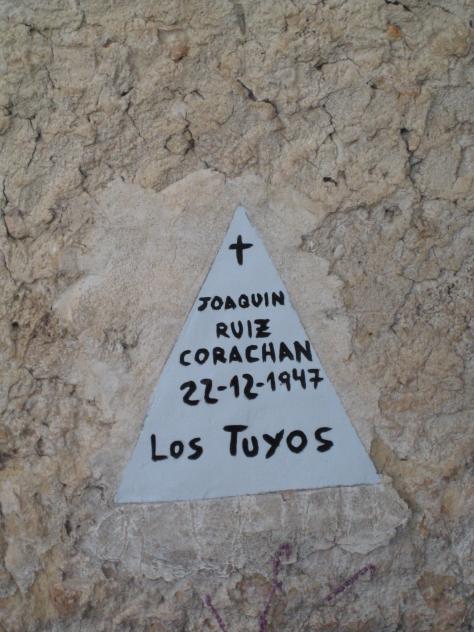 JOAQUIN
RUIZ
CORACHAN
22-12-1947
LOS TUYOS